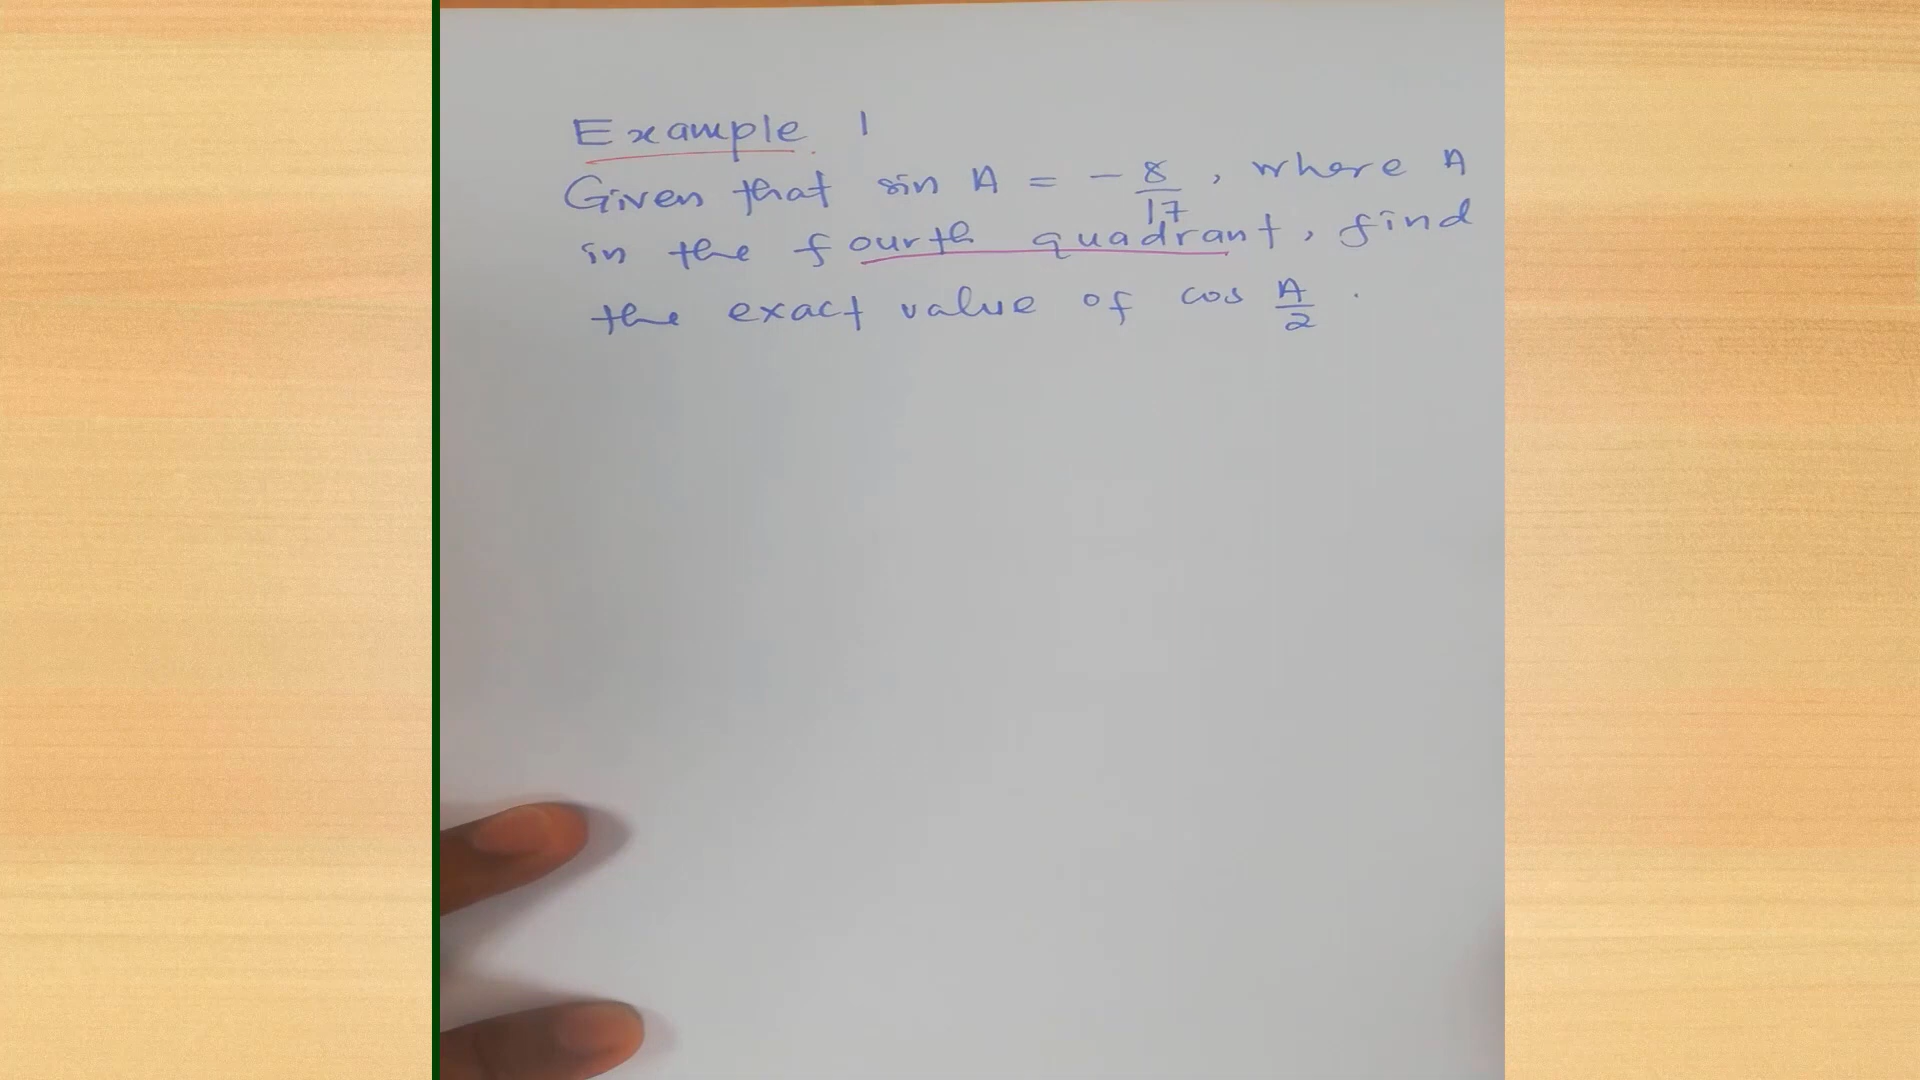 Example 1
Given that sin A = - 8/17, where A
in the fourth quadrant, find
the exact value of cos A/2.